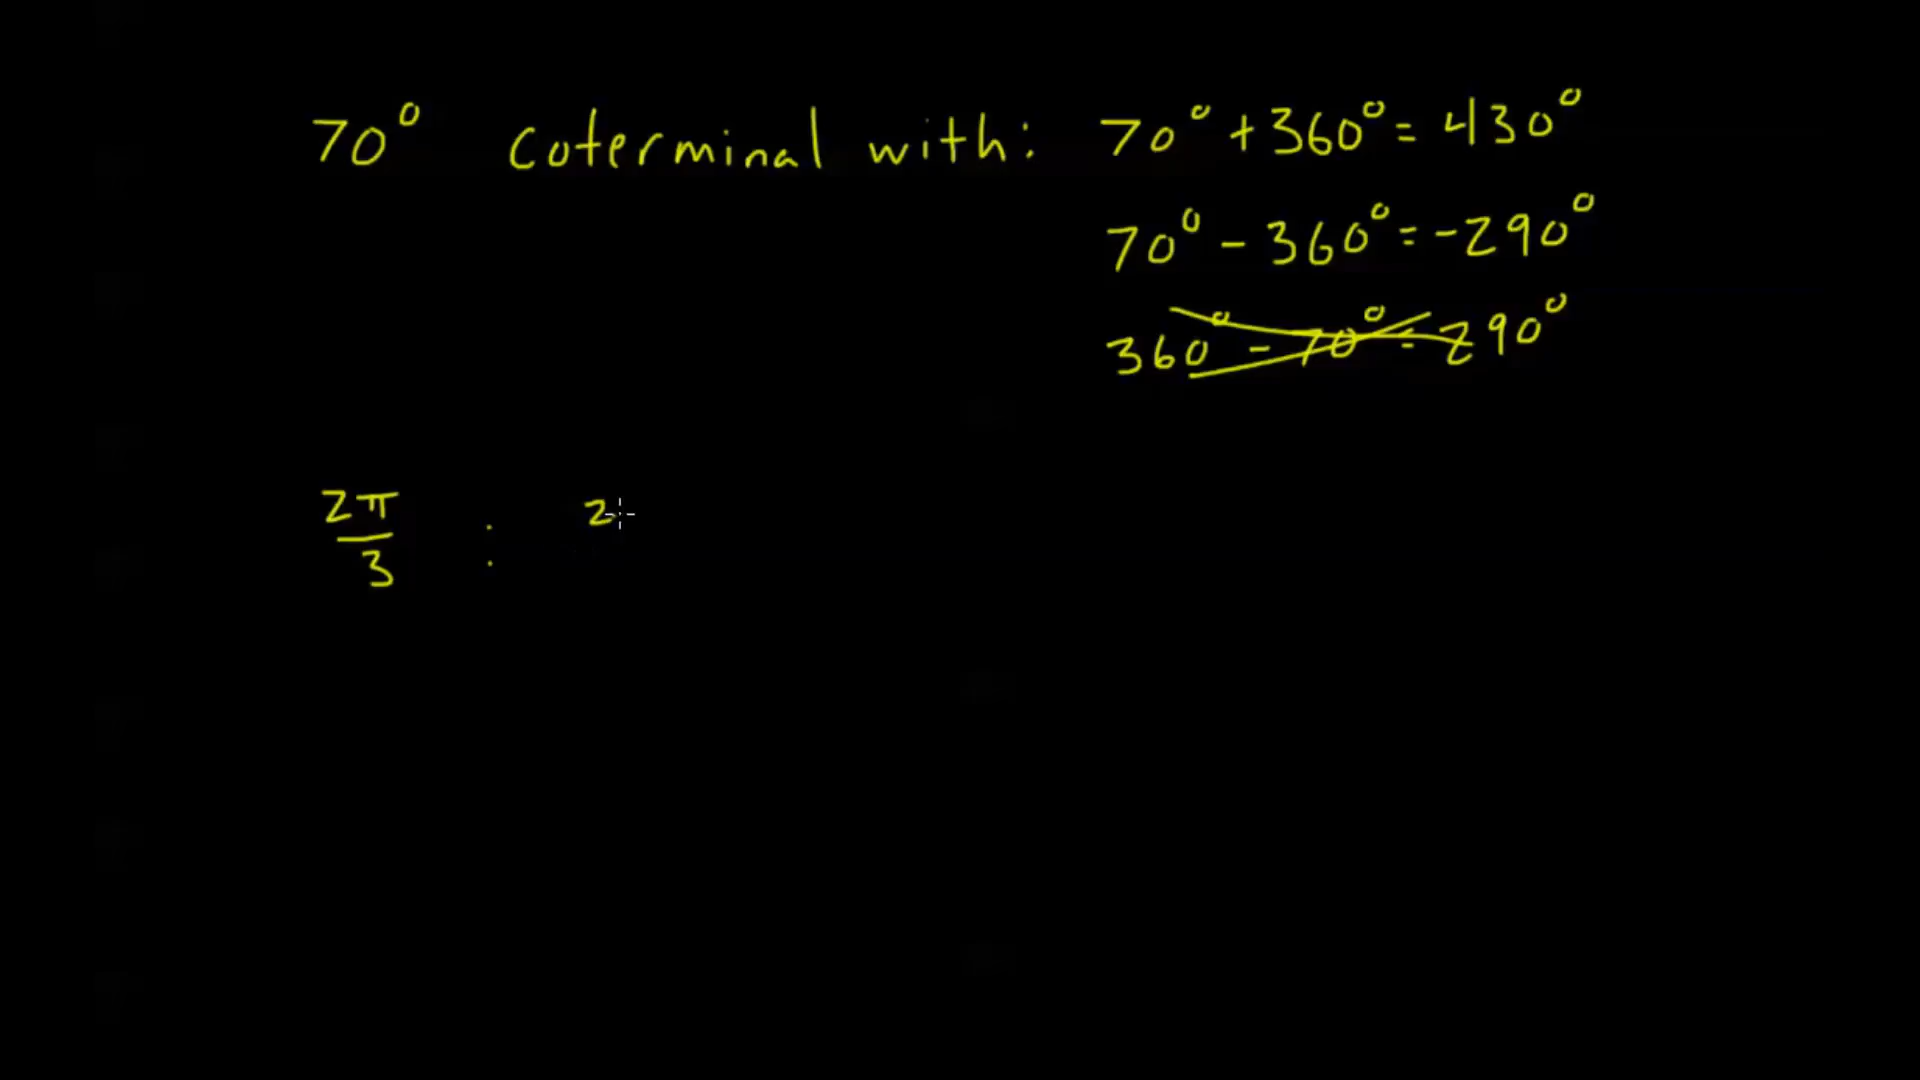 70° coterminal with: 70° + 360° = 430°
70° - 360° = -290°
360° - 70° = 290°
2π/3 : 2